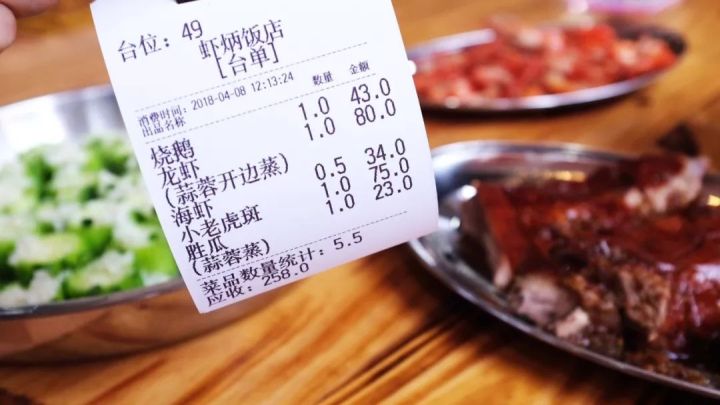 台位：49
虾炳饭店
[台单]
消费时间：2018-04-08 12:13:24
出品名称 数量 金额
烧鹅 1.0 43.0
龙虾 1.0 80.0
(蒜蓉开边蒸)
海虾 0.5 34.0
小老虎斑 1.0 75.0
胜瓜 1.0 23.0
(蒜蓉蒸)
菜品数量统计：5.5
应收：258.0